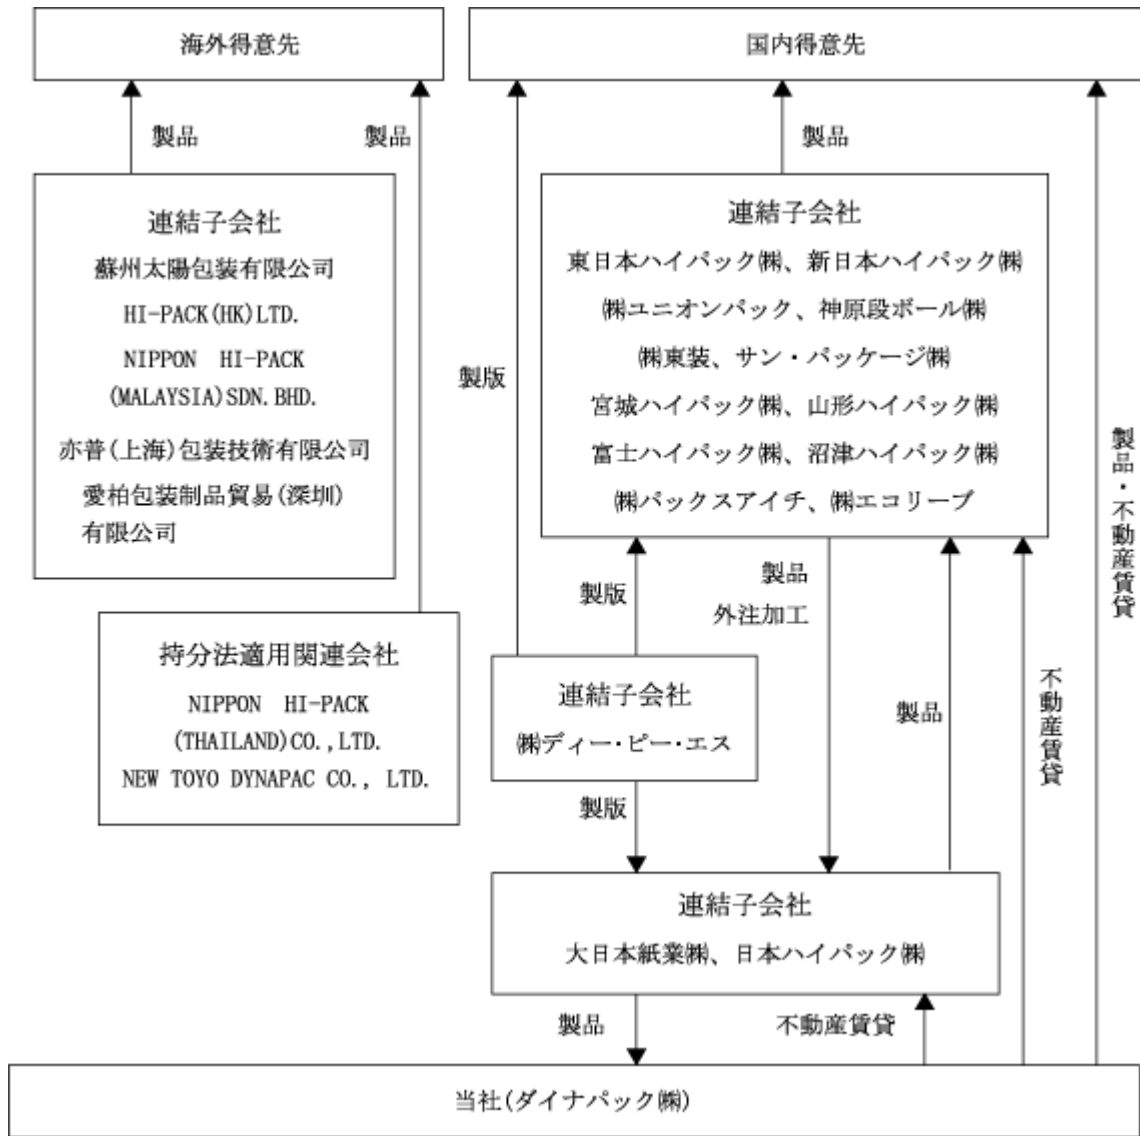 海外得意先
国内得意先
製品
製品
製品
連結子会社
蘇州太陽包装有限公司
HI-PACK(HK)LTD.
NIPPON HI-PACK
(MALAYSIA)SDN.BHD.
亦普(上海)包装技術有限公司
愛柏包装制品貿易(深圳)
有限公司
連結子会社
東日本ハイパック㈱、新日本ハイパック㈱
㈱ユニオンパック、神原段ボール㈱
㈱東装、サン・パッケージ㈱
宮城ハイパック㈱、山形ハイパック㈱
富士ハイパック㈱、沼津ハイパック㈱
㈱パックスアイチ、㈱エコリーブ
製版
製品・不動産賃貸
持分法適用関連会社
NIPPON HI-PACK
(THAILAND)CO.,LTD.
NEW TOYO DYNAPAC CO., LTD.
製版
製品
外注加工
連結子会社
㈱ディー・ピー・エス
製品
不動産賃貸
製版
連結子会社
大日本紙業㈱、日本ハイパック㈱
製品
不動産賃貸
当社(ダイナパック㈱)